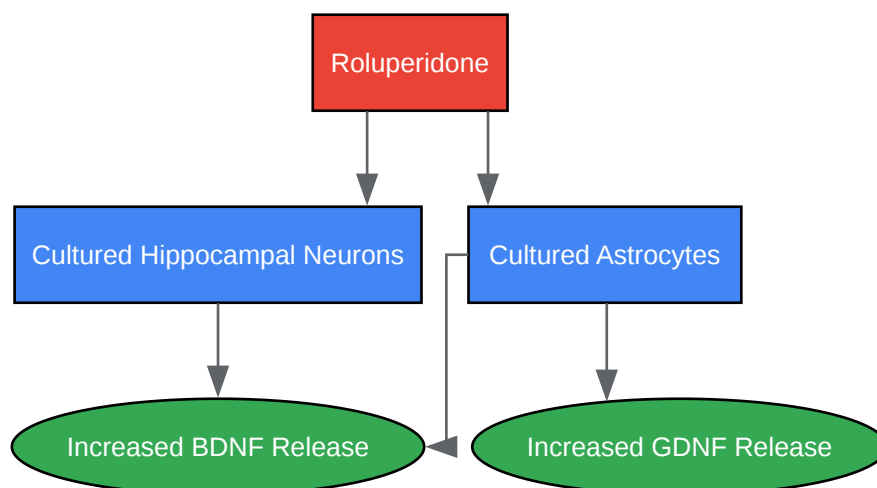 Roluperidone
Cultured Hippocampal Neurons
Cultured Astrocytes
Increased BDNF Release
Increased GDNF Release